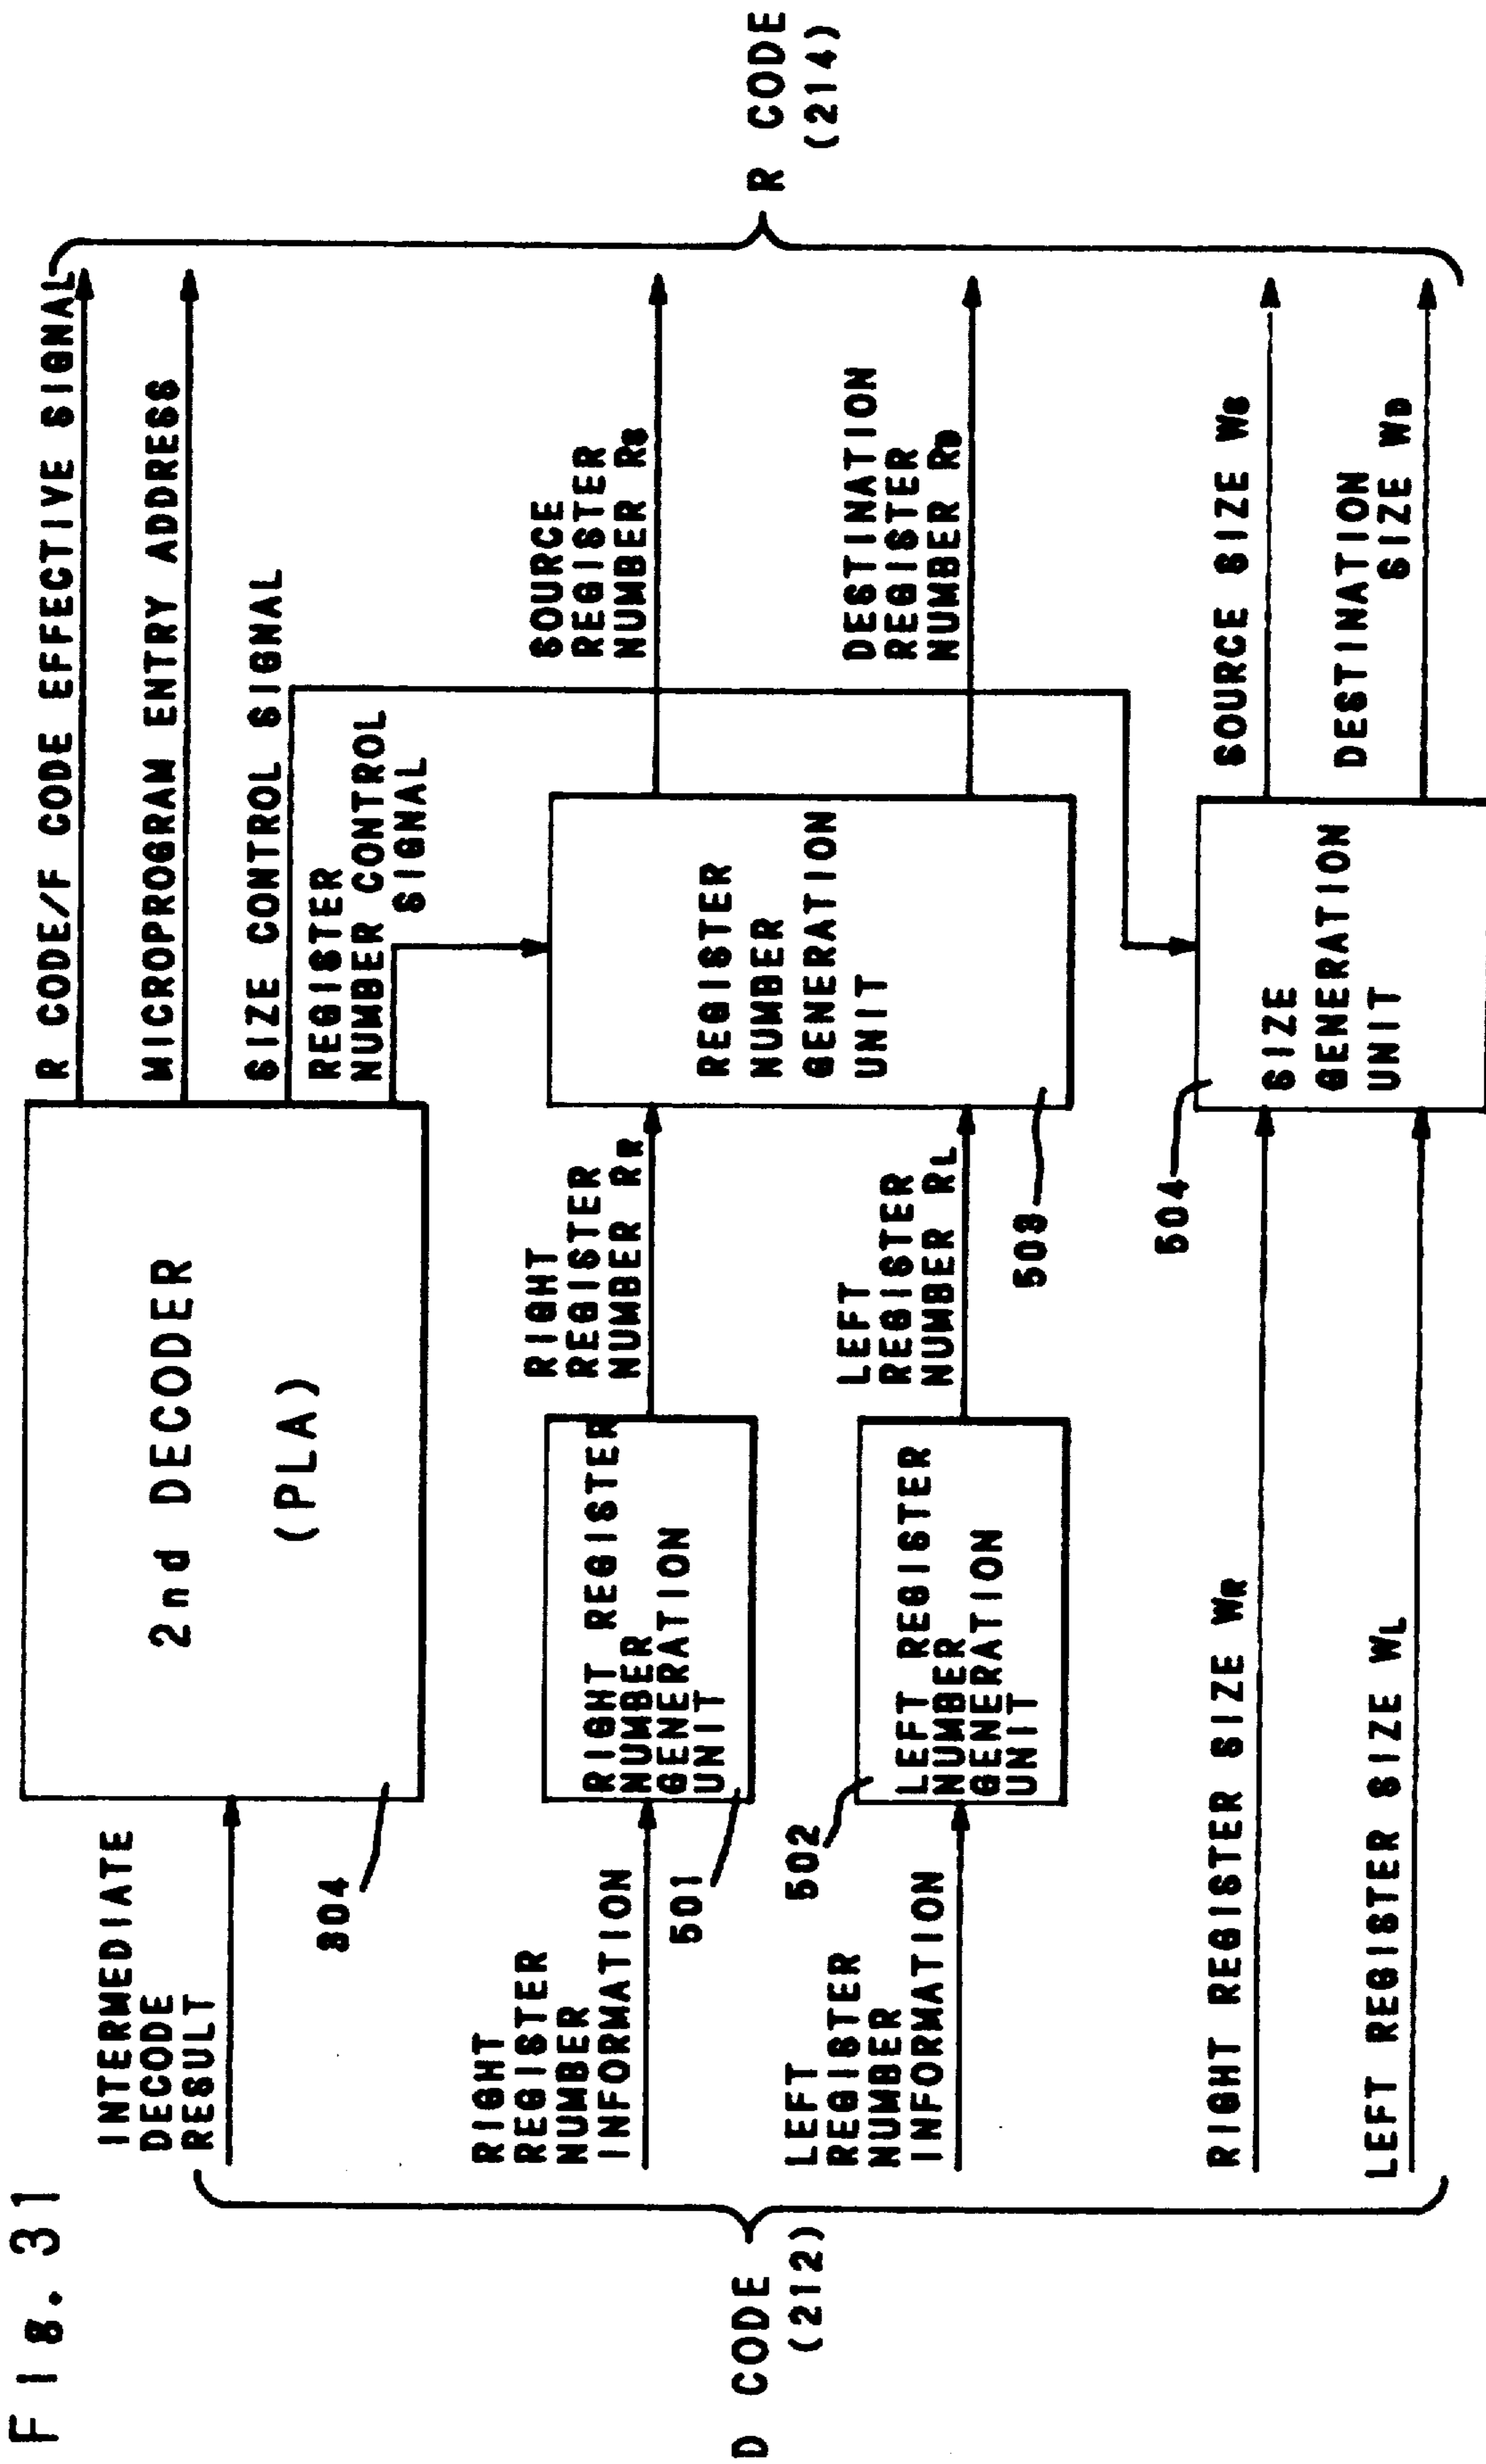 Fig. 31
D CODE
(212)
INTERMEDIATE
DECODE
RESULT
RIGHT
REGISTER
NUMBER
INFORMATION
LEFT
REGISTER
NUMBER
INFORMATION
RIGHT REGISTER SIZE WR
LEFT REGISTER SIZE WL
304
501
502
2nd DECODER
(PLA)
RIGHT REGISTER
NUMBER
GENERATION
UNIT
LEFT REGISTER
NUMBER
GENERATION
UNIT
RIGHT
REGISTER
NUMBER RR
LEFT
REGISTER
NUMBER RL
503
504
R CODE/F CODE EFFECTIVE SIGNAL
MICROPROGRAM ENTRY ADDRESS
SIZE CONTROL SIGNAL
REGISTER
NUMBER CONTROL
SIGNAL
REGISTER
NUMBER
GENERATION
UNIT
SIZE
GENERATION
UNIT
SOURCE
REGISTER
NUMBER RS
DESTINATION
REGISTER
NUMBER RD
SOURCE SIZE WS
DESTINATION
SIZE WD
R CODE
(214)